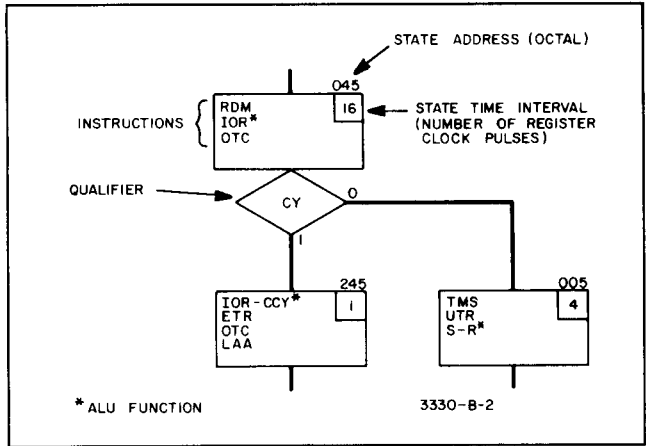 STATE ADDRESS (OCTAL)
045
RDM
IOR*
OTC
16
INSTRUCTIONS
STATE TIME INTERVAL
(NUMBER OF REGISTER
CLOCK PULSES)
QUALIFIER
CY
0
1
245
IOR-CCY*
ETR
OTC
LAA
1
005
TMS
UTR
S-R*
4
*ALU FUNCTION
3330-B-2